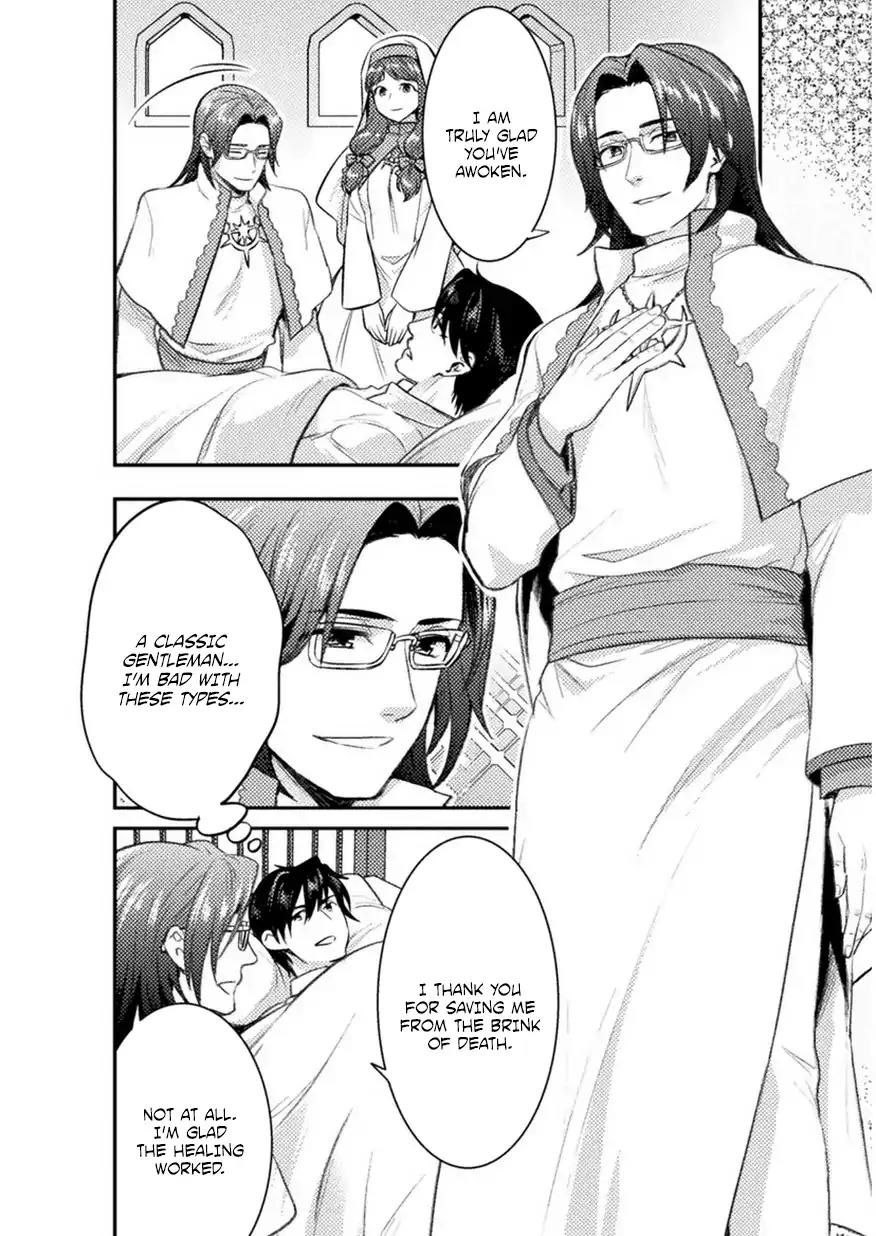 I AM
TRULY GLAD
YOU'VE
AWOKEN.
A CLASSIC
GENTLEMAN...
I'M BAD WITH
THESE TYPES...
I THANK YOU
FOR SAVING ME
FROM THE BRINK
OF DEATH.
NOT AT ALL.
I'M GLAD
THE HEALING
WORKED.